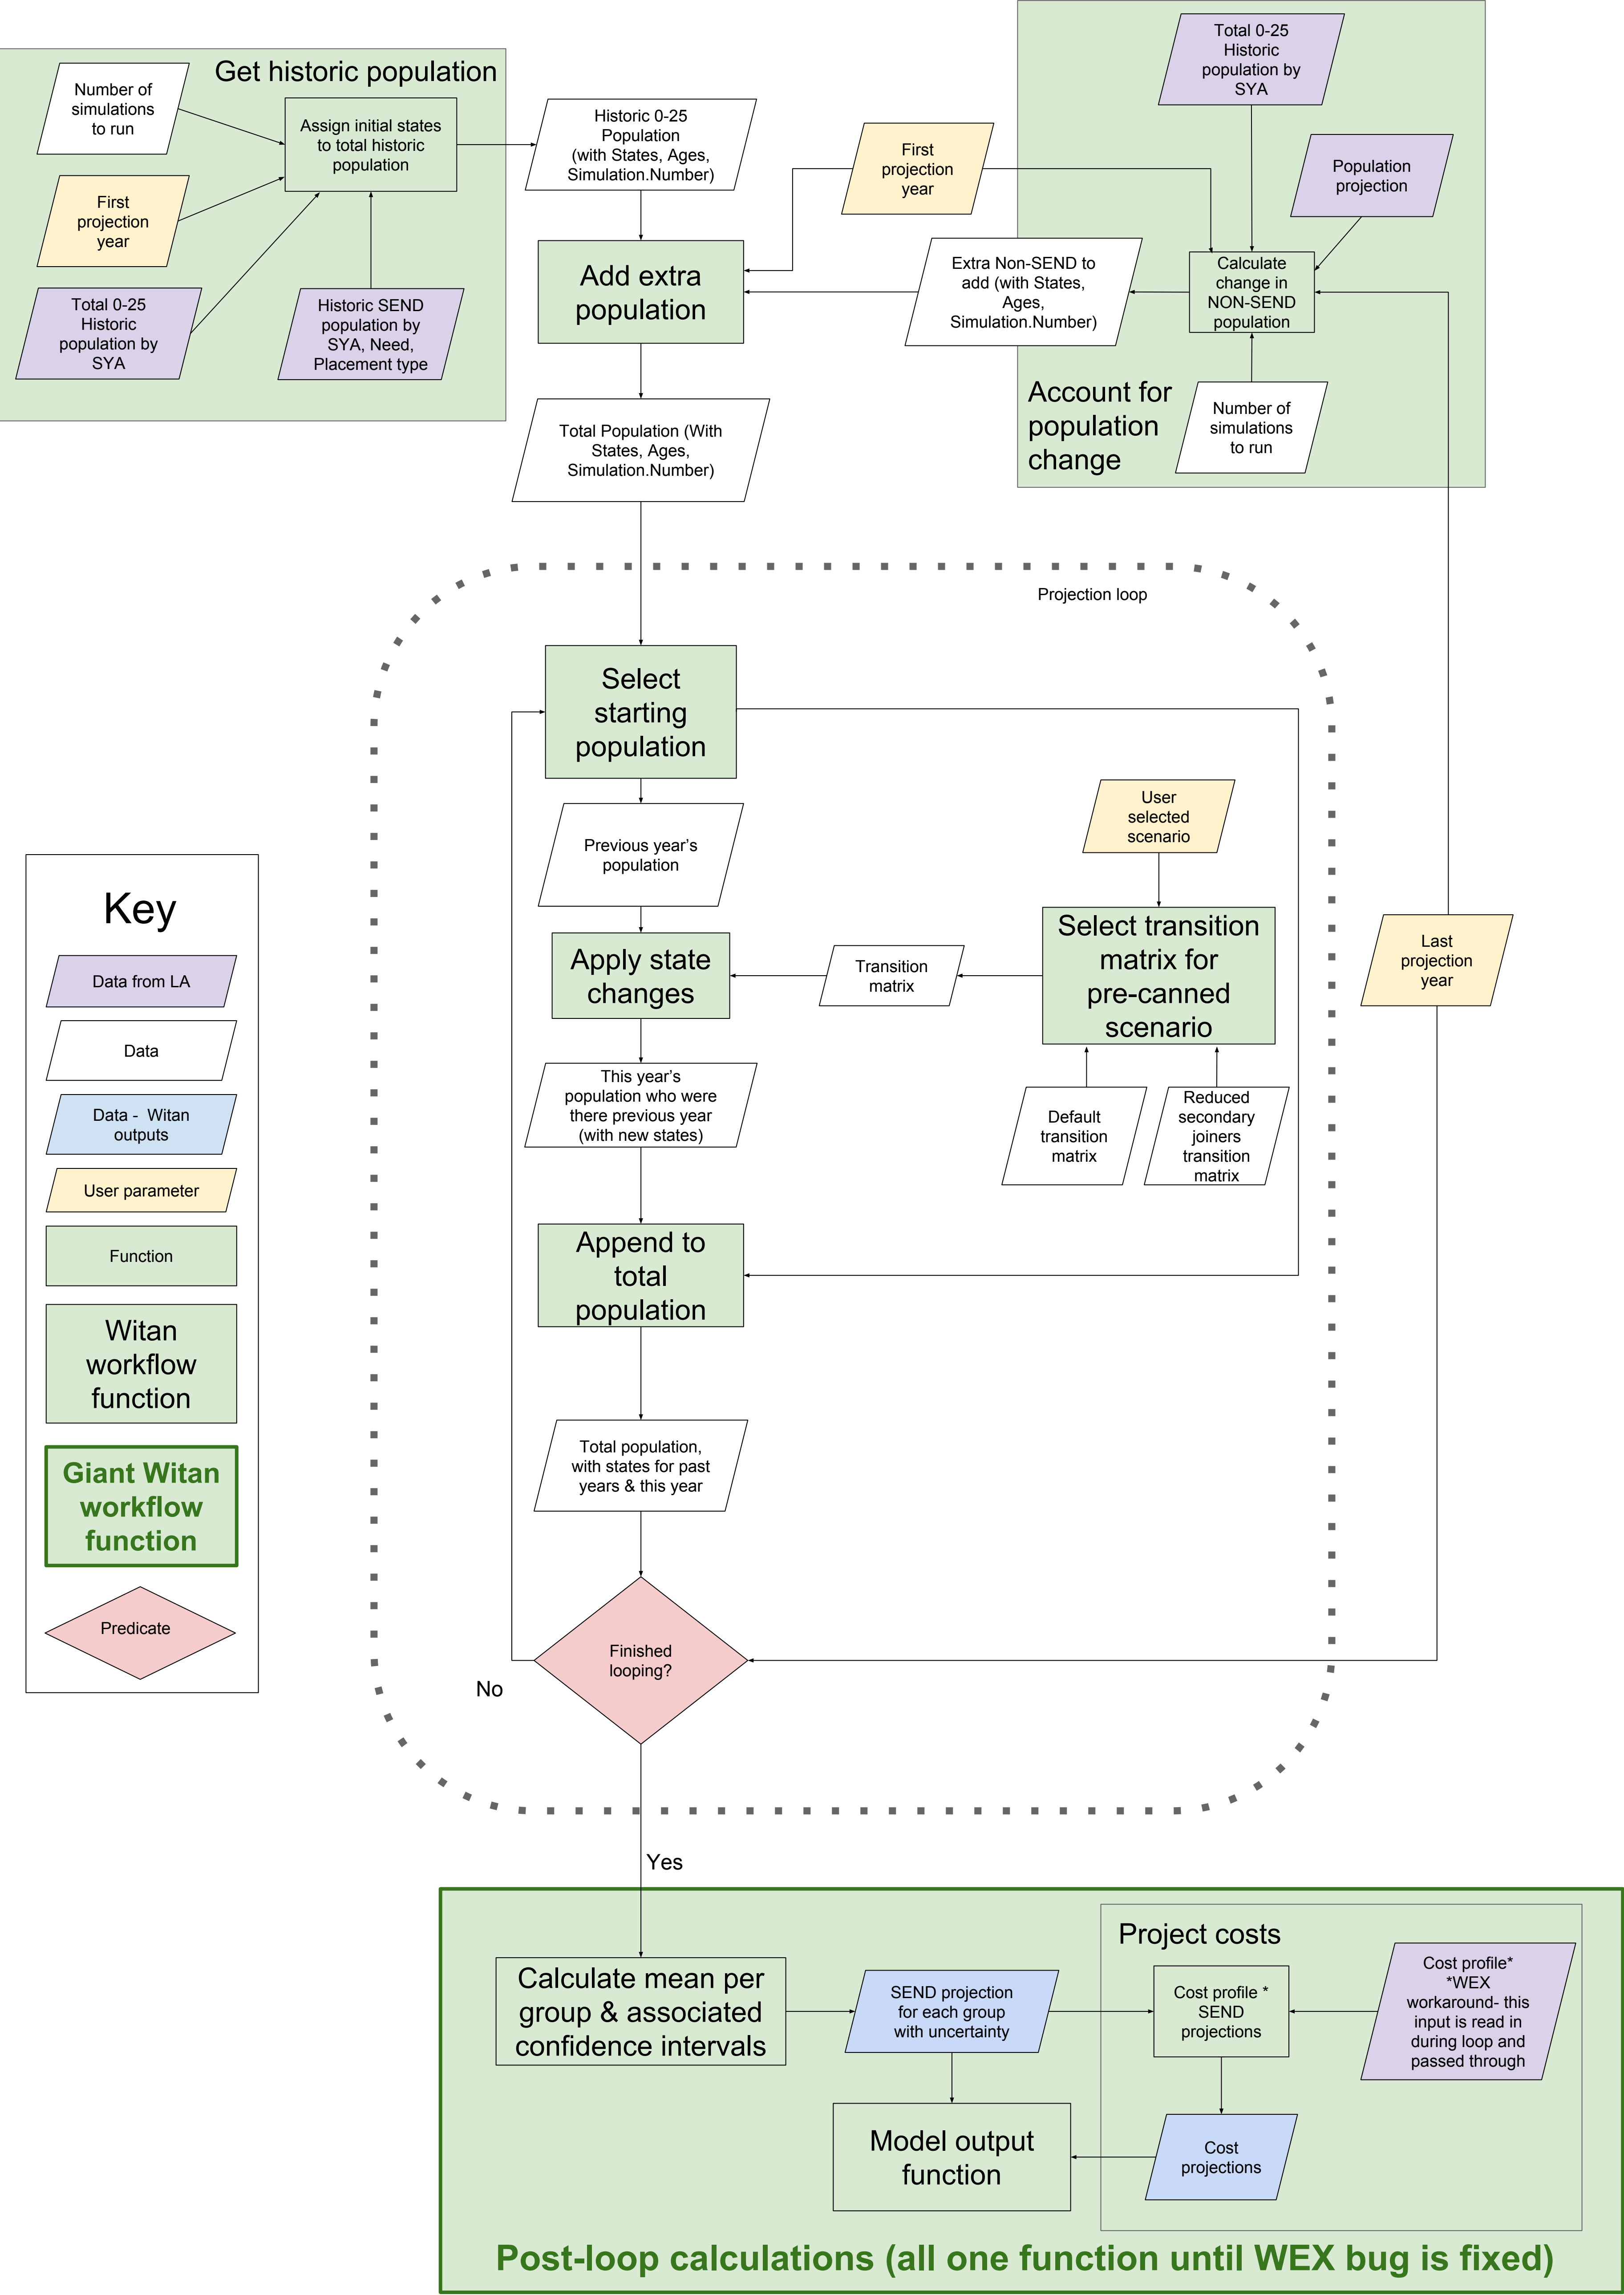 Get historic population
Number of
simulations
to run
Assign initial states
to total historic
population
First
projection
year
Total 0-25
Historic
population by
SYA
Historic SEND
population by
SYA, Need,
Placement type
Historic 0-25
Population
(with States, Ages,
Simulation.Number)
First
projection
year
Total 0-25
Historic
population by
SYA
Population
projection
Add extra
population
Extra Non-SEND to
add (with States,
Ages,
Simulation.Number)
Calculate
change in
NON-SEND
population
Account for
population
change
Number of
simulations
to run
Total Population (With
States, Ages,
Simulation.Number)
Projection loop
Select
starting
population
Previous year's
population
User
selected
scenario
Apply state
changes
Transition
matrix
Select transition
matrix for
pre-canned
scenario
Last
projection
year
This year's
population who were
there previous year
(with new states)
Default
transition
matrix
Reduced
secondary
joiners
transition
matrix
Append to
total
population
Total population,
with states for past
years & this year
Finished
looping?
No
Yes
Key
Data from LA
Data
Data -  Witan
outputs
User parameter
Function
Witan
workflow
function
Giant Witan
workflow
function
Predicate
Calculate mean per
group & associated
confidence intervals
SEND projection
for each group
with uncertainty
Project costs
Cost profile *
SEND
projections
Cost profile*
*WEX
workaround- this
input is read in
during loop and
passed through
Model output
function
Cost
projections
Post-loop calculations (all one function until WEX bug is fixed)